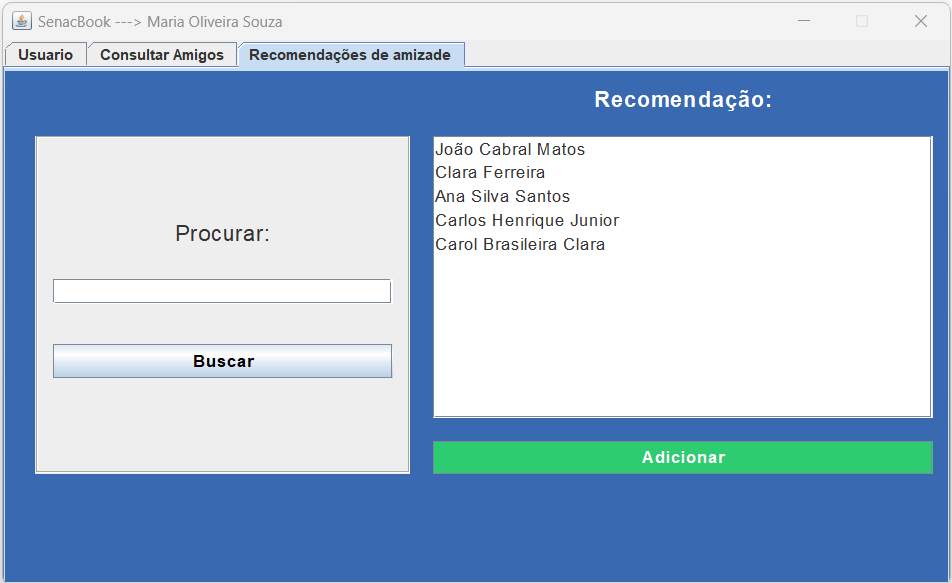 SenacBook ---> Maria Oliveira Souza
Usuario Consultar Amigos Recomendações de amizade
Recomendação:
Procurar:
Buscar
João Cabral Matos
Clara Ferreira
Ana Silva Santos
Carlos Henrique Junior
Carol Brasileira Clara
Adicionar